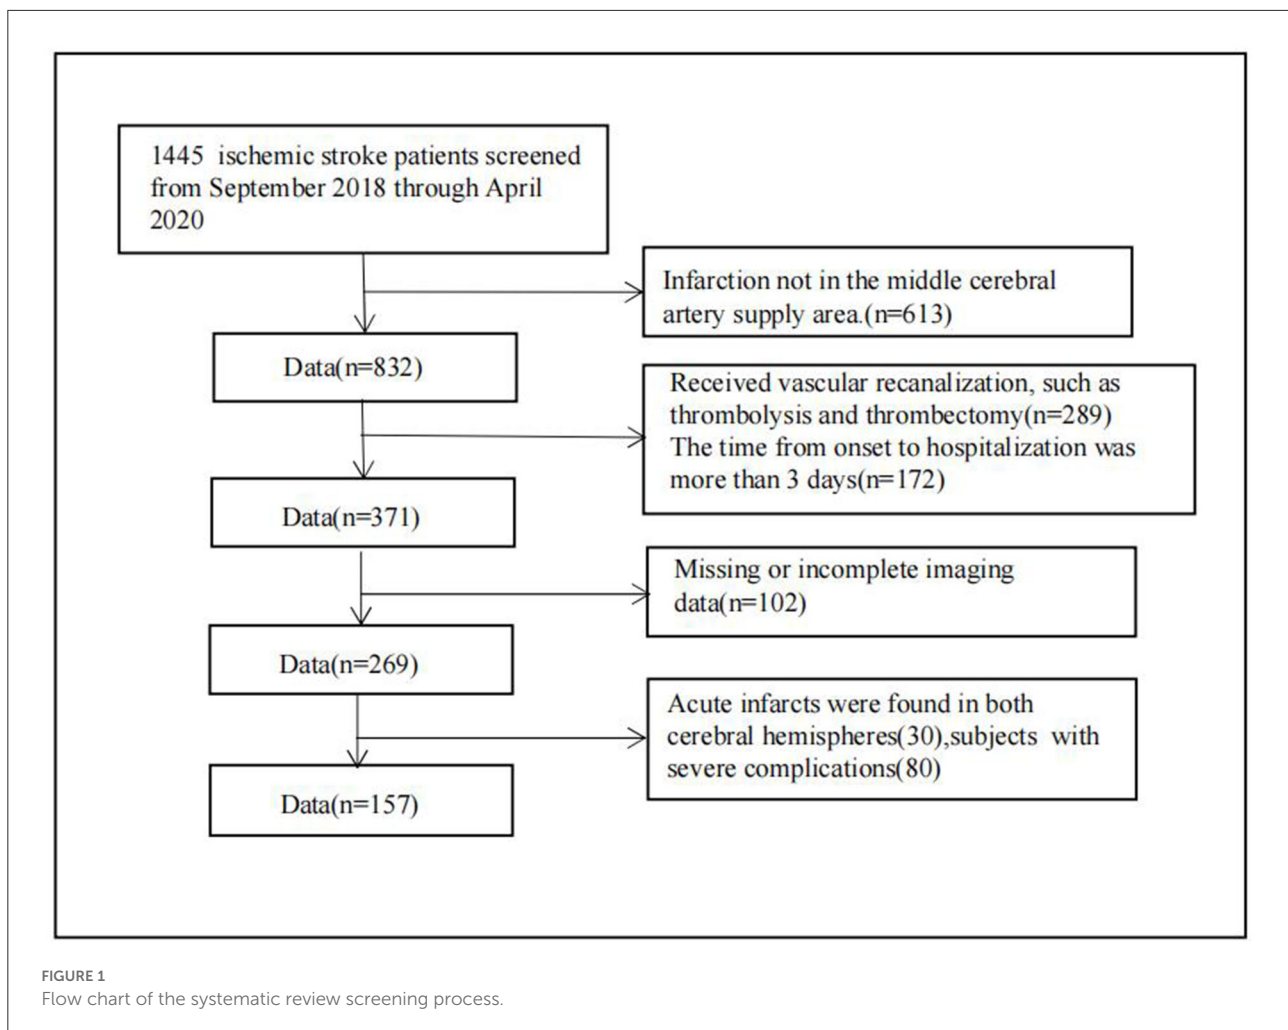 1445 ischemic stroke patients screened
from September 2018 through April
2020
Infarction not in the middle cerebral
artery supply area.(n=613)
Data(n=832)
Received vascular recanalization, such as
thrombolysis and thrombectomy(n=289)
The time from onset to hospitalization was
more than 3 days(n=172)
Data(n=371)
Missing or incomplete imaging
data(n=102)
Data(n=269)
Acute infarcts were found in both
cerebral hemispheres(30),subjects with
severe complications(80)
Data(n=157)
FIGURE 1
Flow chart of the systematic review screening process.